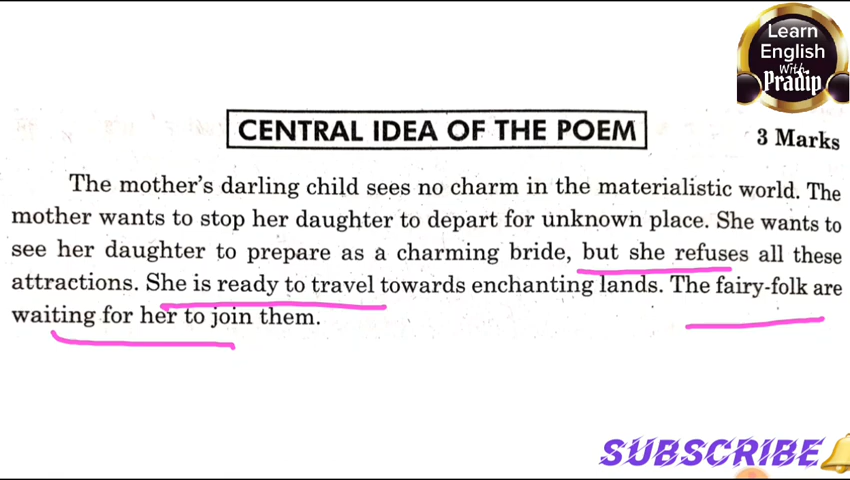 Learn
English
With
Pradip
CENTRAL IDEA OF THE POEM
3 Marks
The mother's darling child sees no charm in the materialistic world. The
mother wants to stop her daughter to depart for unknown place. She wants to
see her daughter to prepare as a charming bride, but she refuses all these
attractions. She is ready to travel towards enchanting lands. The fairy-folk are
waiting for her to join them.
SUBSCRIBE